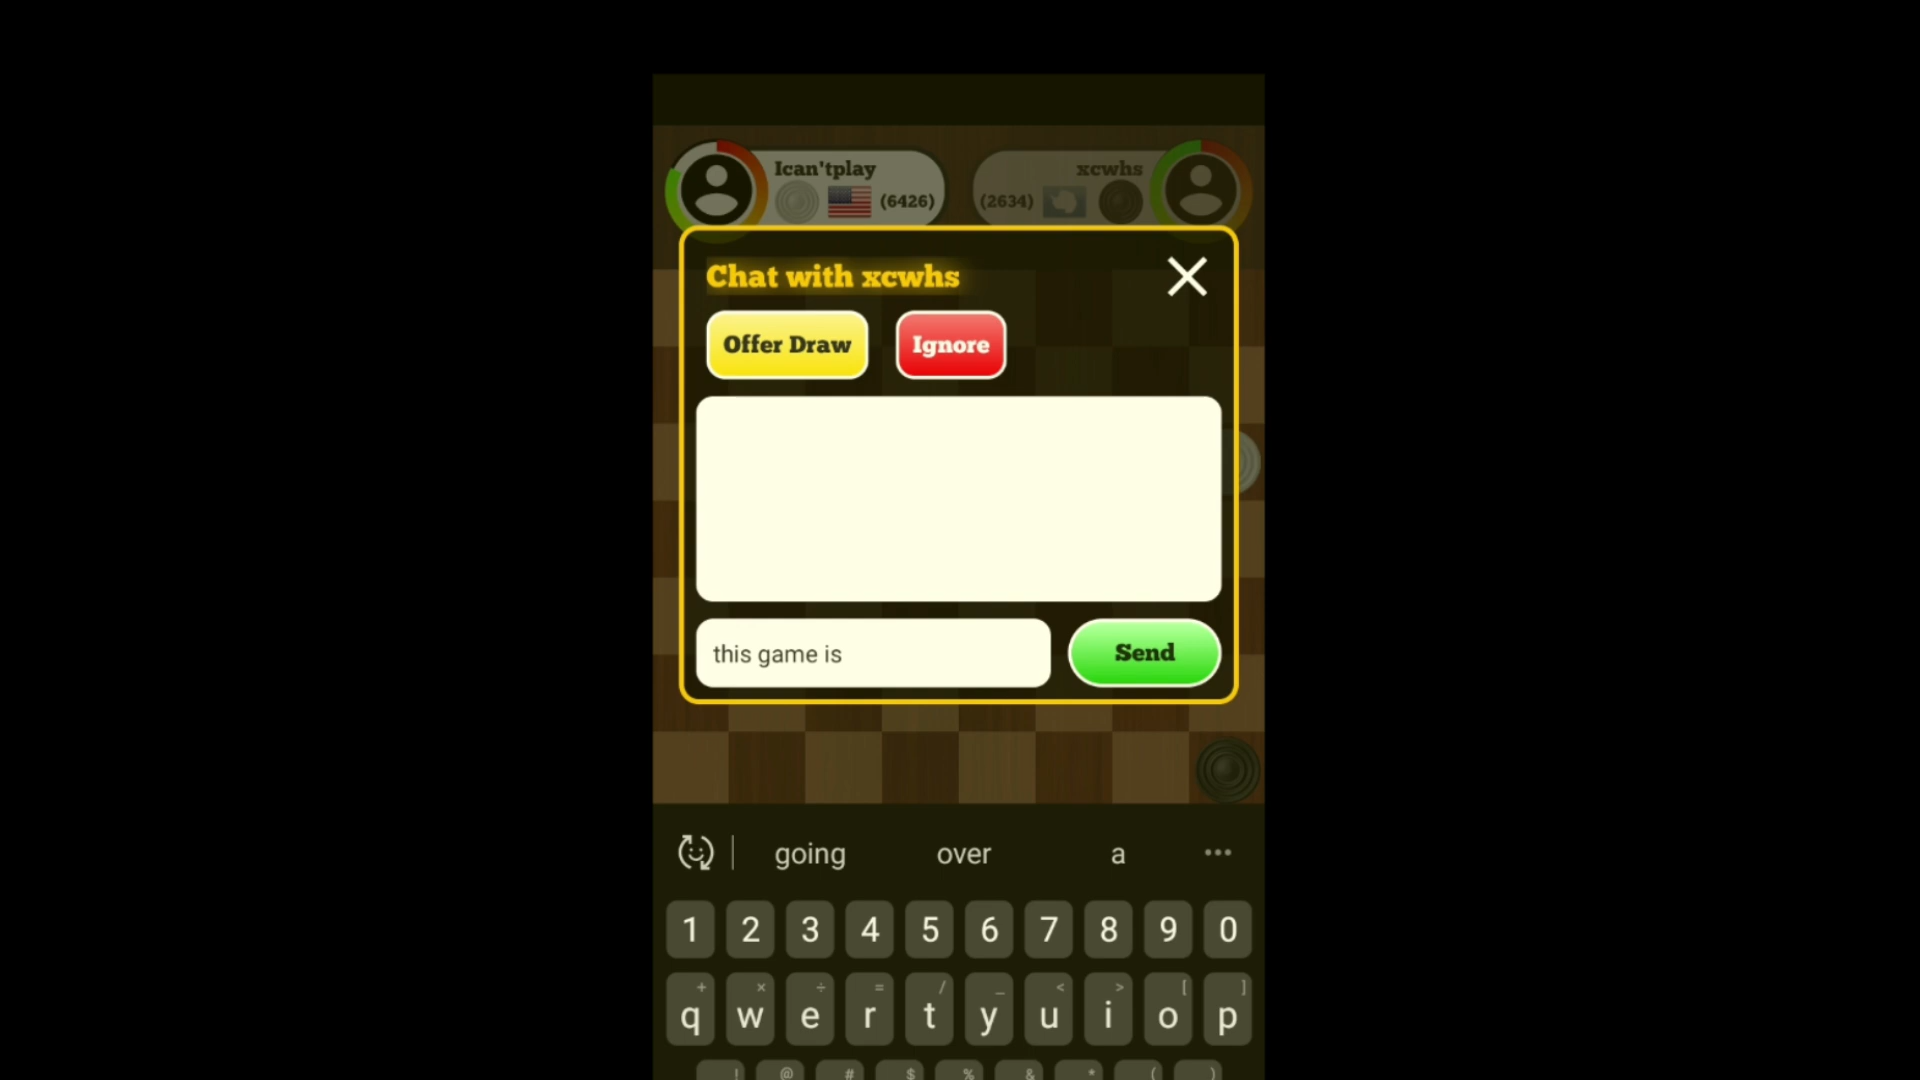 Ican'tplay
(6426)
xcwhs
(2634)
Chat with xcwhs
Offer Draw
Ignore
this game is
Send
going over a •••
1 2 3 4 5 6 7 8 9 0
+ × ÷ = / _ < > [ ]
q w e r t y u i o p
! @ # $ % & * ( )